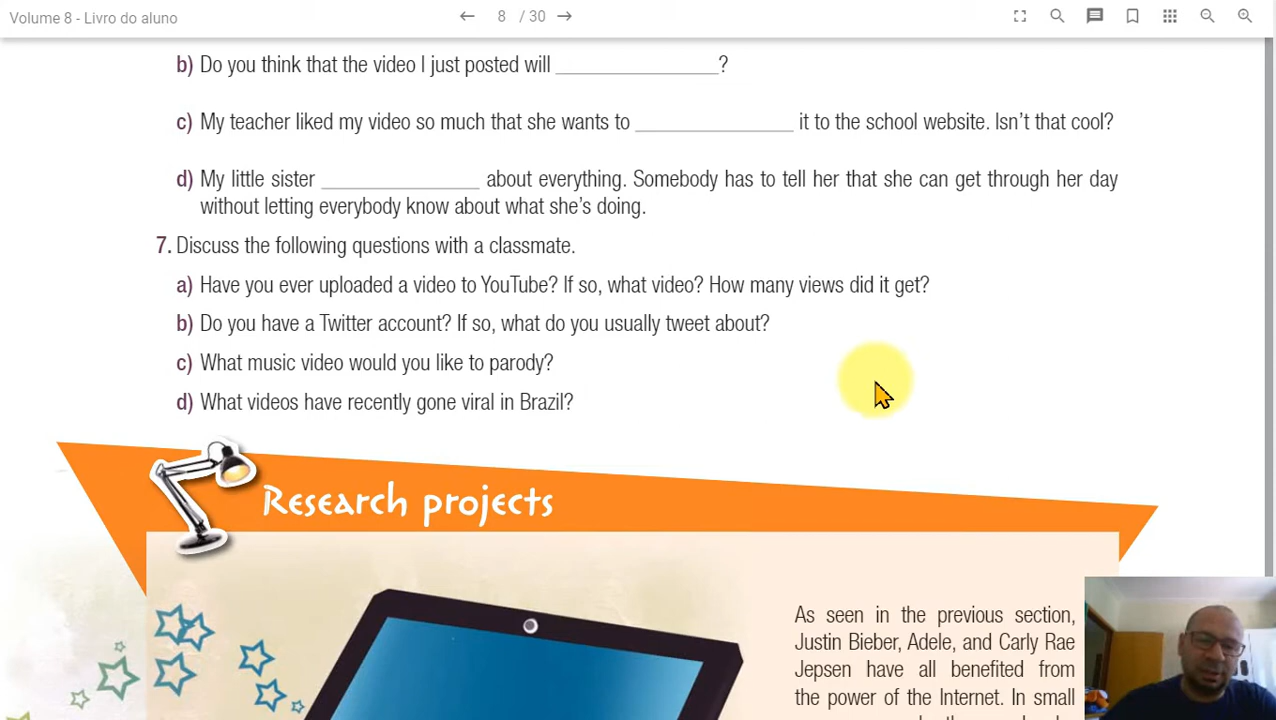 Volume 8 - Livro do aluno
8 / 30
b) Do you think that the video I just posted will ________________?
c) My teacher liked my video so much that she wants to ________________ it to the school website. Isn't that cool?
d) My little sister ________________ about everything. Somebody has to tell her that she can get through her day
without letting everybody know about what she's doing.
7. Discuss the following questions with a classmate.
a) Have you ever uploaded a video to YouTube? If so, what video? How many views did it get?
b) Do you have a Twitter account? If so, what do you usually tweet about?
c) What music video would you like to parody?
d) What videos have recently gone viral in Brazil?
Research projects
As seen in the previous section,
Justin Bieber, Adele, and Carly Rae
Jepsen have all benefited from
the power of the Internet. In small